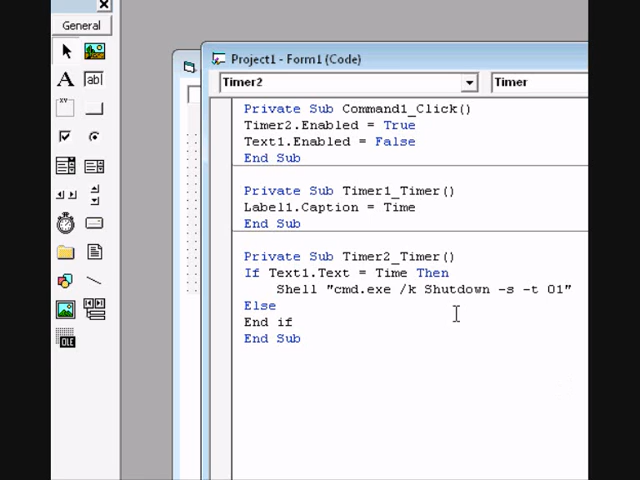 General
Project1 - Form1 (Code)
Timer2
Timer
A
ab|
XY
OLE
Private Sub Command1_Click()
Timer2.Enabled = True
Text1.Enabled = False
End Sub
Private Sub Timer1_Timer()
Label1.Caption = Time
End Sub
Private Sub Timer2_Timer()
If Text1.Text = Time Then
Shell "cmd.exe /k Shutdown -s -t 01"
Else
End if
End Sub